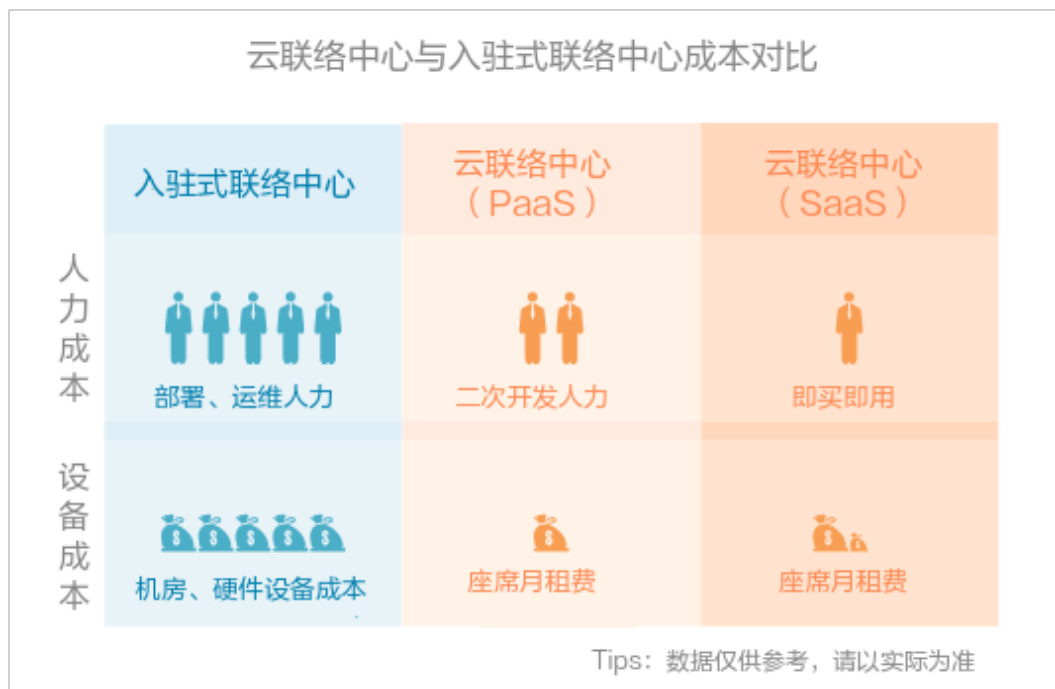 云联络中心与入驻式联络中心成本对比
入驻式联络中心
云联络中心
（PaaS）
云联络中心
（SaaS）
人力成本
部署、运维人力
二次开发人力
即买即用
设备成本
机房、硬件设备成本
座席月租费
座席月租费
Tips：数据仅供参考，请以实际为准